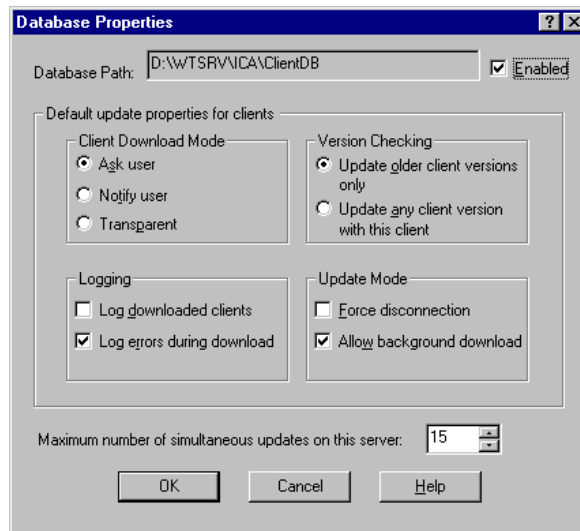 Database Properties
Database Path: D:\WTSRV\ICA\ClientDB
Enabled
Default update properties for clients
Client Download Mode
Ask user
Notify user
Transparent
Version Checking
Update older client versions
only
Update any client version
with this client
Logging
Log downloaded clients
Log errors during download
Update Mode
Force disconnection
Allow background download
Maximum number of simultaneous updates on this server: 15
OK
Cancel
Help